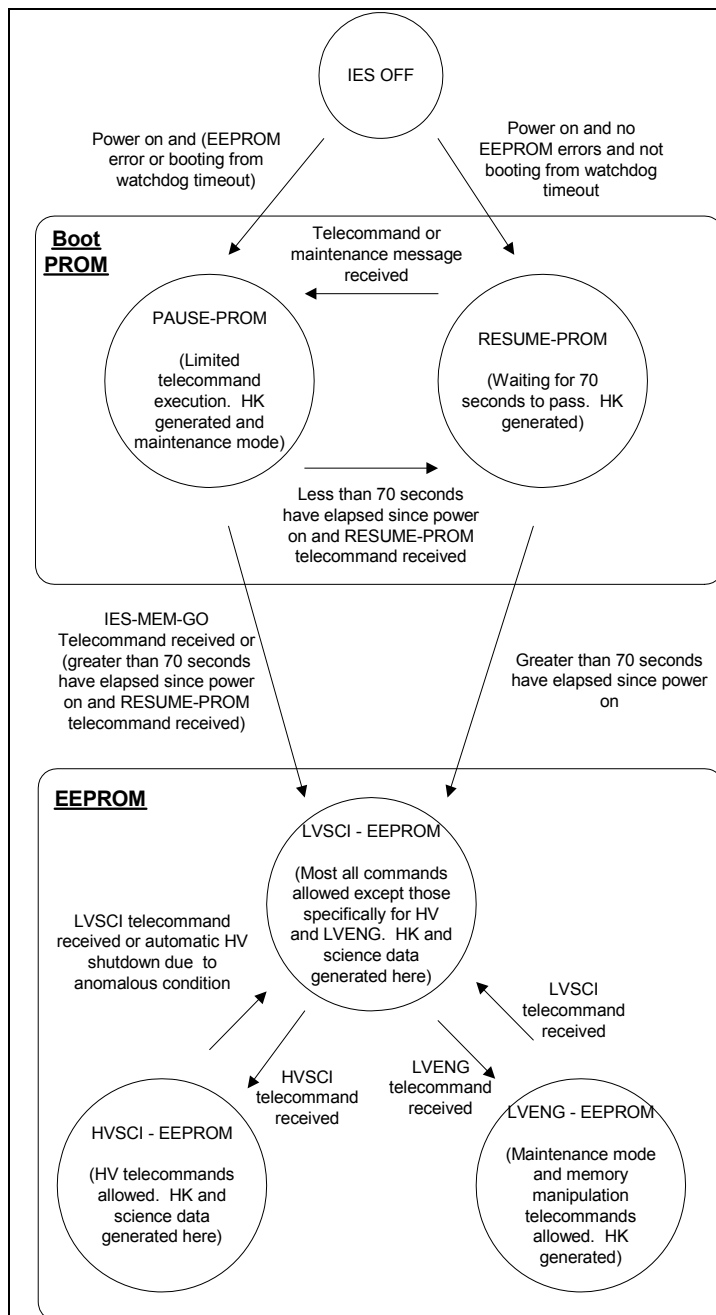 IES OFF
Power on and (EEPROM
error or booting from
watchdog timeout)
Power on and no
EEPROM errors and not
booting from watchdog
timeout
Boot
PROM
Telecommand or
maintenance message
received
PAUSE-PROM
(Limited
telecommand
execution.  HK
generated and
maintenance mode)
RESUME-PROM
(Waiting for 70
seconds to pass.  HK
generated)
Less than 70 seconds
have elapsed since power
on and RESUME-PROM
telecommand received
IES-MEM-GO
Telecommand received or
(greater than 70 seconds
have elapsed since power
on and RESUME-PROM
telecommand received)
Greater than 70 seconds
have elapsed since power
on
EEPROM
LVSCI - EEPROM
(Most all commands
allowed except those
specifically for HV
and LVENG.  HK and
science data
generated here)
LVSCI telecommand
received or automatic HV
shutdown due  to
anomalous condition
LVSCI
telecommand
received
HVSCI
telecommand
received
LVENG
telecommand
received
HVSCI - EEPROM
(HV telecommands
allowed.  HK and
science data
generated here)
LVENG - EEPROM
(Maintenance mode
and memory
manipulation
telecommands
allowed.  HK
generated)